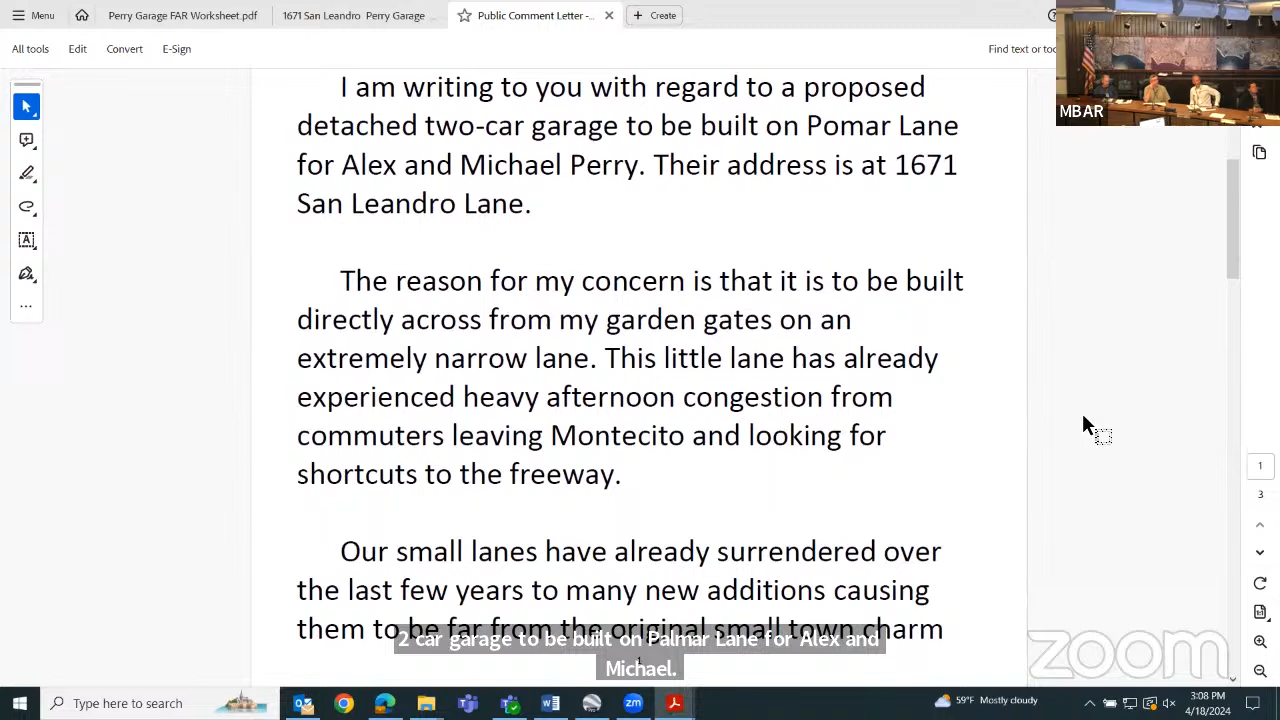 Menu
Perry Garage FAR Worksheet.pdf
1671 San Leandro Perry Garage
Public Comment Letter -...
Create
All tools
Edit
Convert
E-Sign
Find text or too
MBAR
I am writing to you with regard to a proposed
detached two-car garage to be built on Pomar Lane
for Alex and Michael Perry. Their address is at 1671
San Leandro Lane.
The reason for my concern is that it is to be built
directly across from my garden gates on an
extremely narrow lane. This little lane has already
experienced heavy afternoon congestion from
commuters leaving Montecito and looking for
shortcuts to the freeway.
Our small lanes have already surrendered over
the last few years to many new additions causing
them to be far from the original small town charm
2 car garage to be built on Palmar Lane for Alex and
Michael.
1
1
3
zoom
Type here to search
zm
59°F Mostly cloudy
3:08 PM
4/18/2024